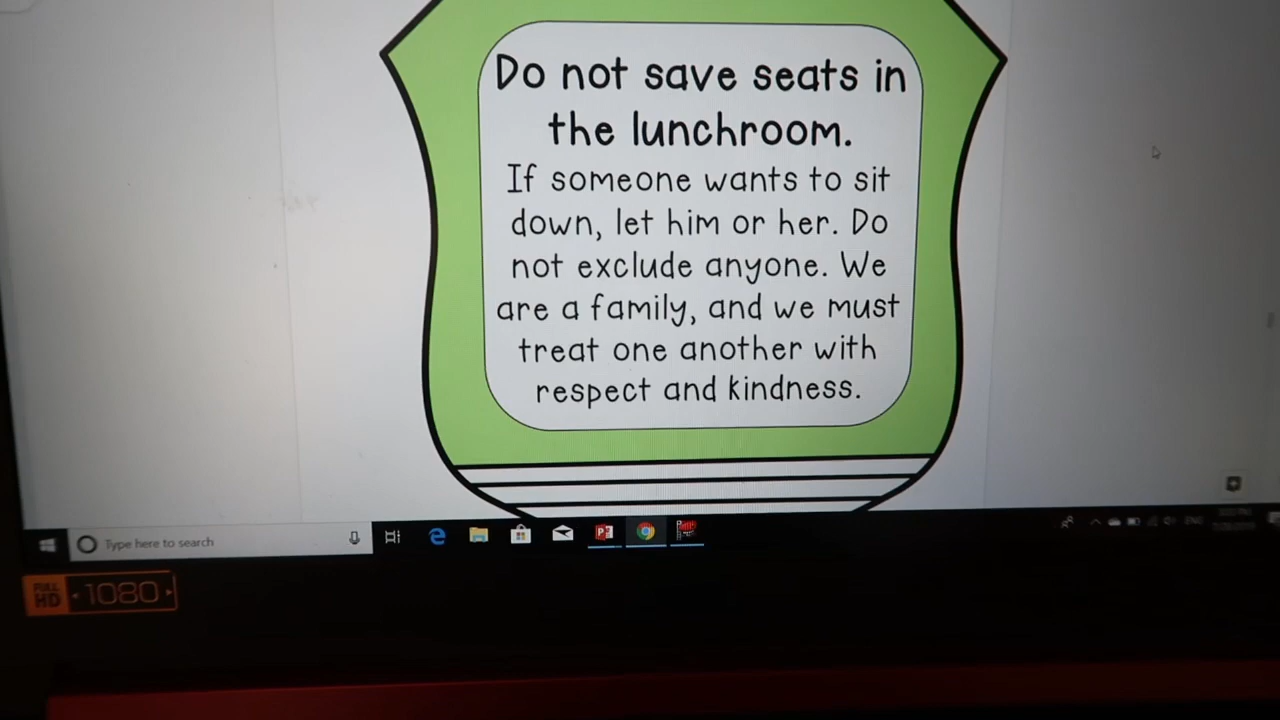 Do not save seats in
the lunchroom.
If someone wants to sit
down, let him or her. Do
not exclude anyone. We
are a family, and we must
treat one another with
respect and kindness.
Type here to search
FULL HD 1080